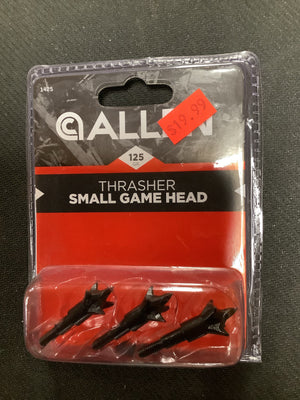 1425
ALLEN
$19.99
125
THRASHER
SMALL GAME HEAD